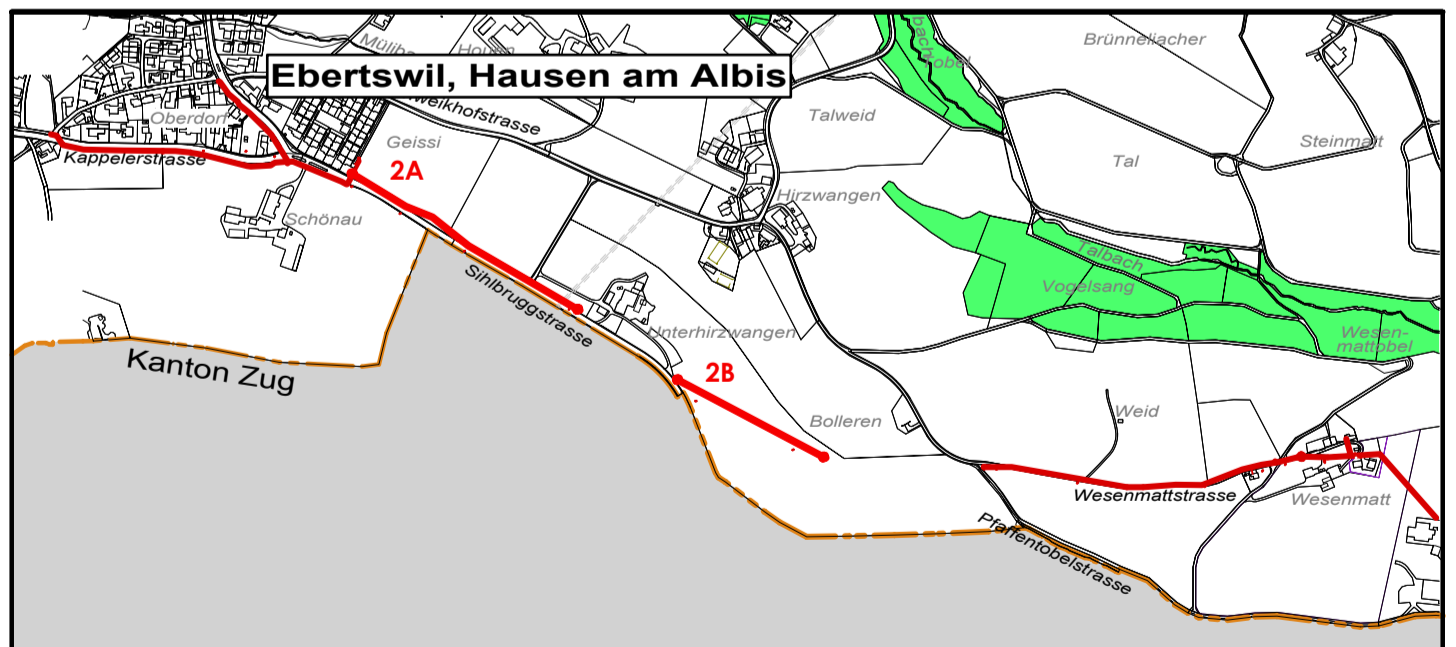 Brünneliacher
Ebertswil, Hausen am Albis
Oberdorf
weikhofstrasse
Talweid
Geissi
Steinmatt
Kappelerstrasse
2A
Tal
Hirzwangen
Schönau
Talbach
Vogelsang
Sihlbruggstrasse
Unterhirzwangen
Wesen-
mattobel
Kanton Zug
2B
Bolleren
Weid
Wesenmattstrasse
Wesenmatt
Pfaffentobelstrasse